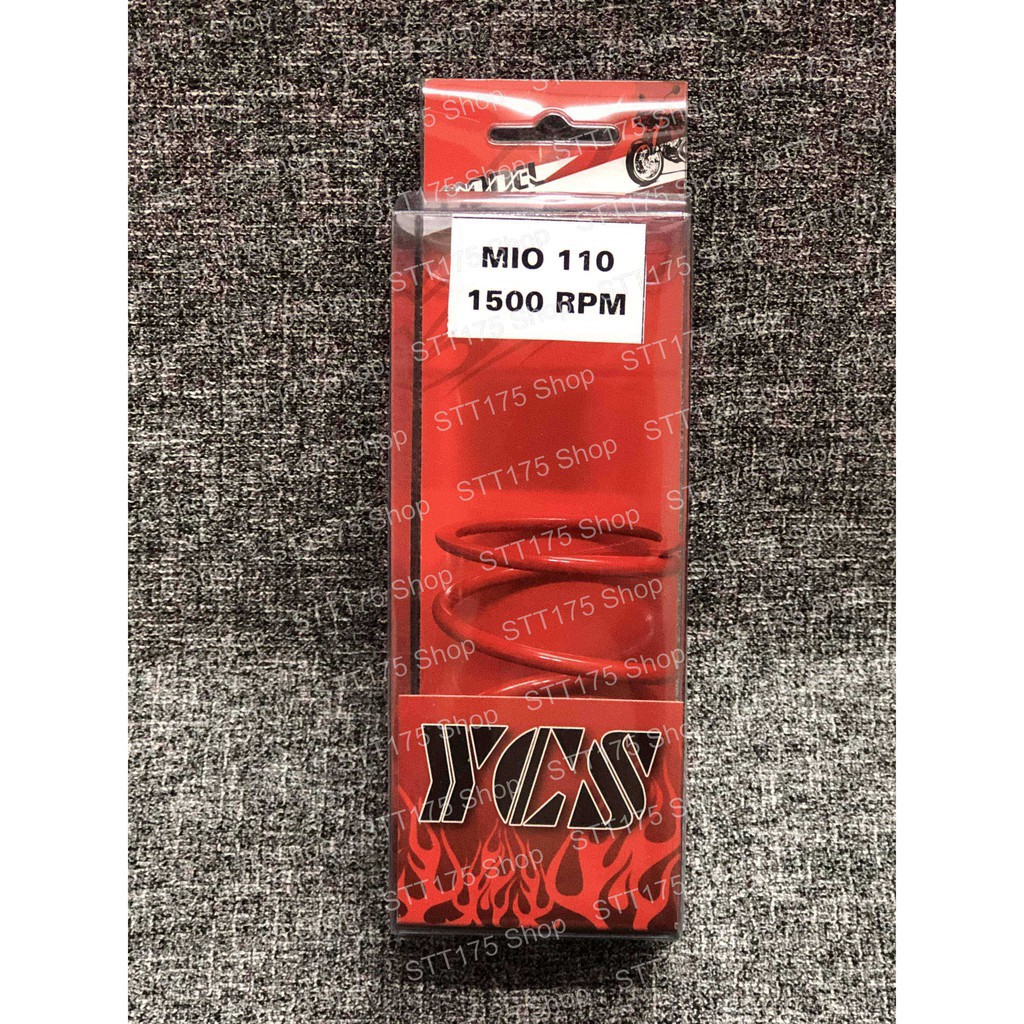 MIO 110
1500 RPM
YCS
STT175 Shop